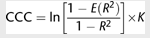 CCC = ln[(1 − E(R²))/(1 − R²)] × K